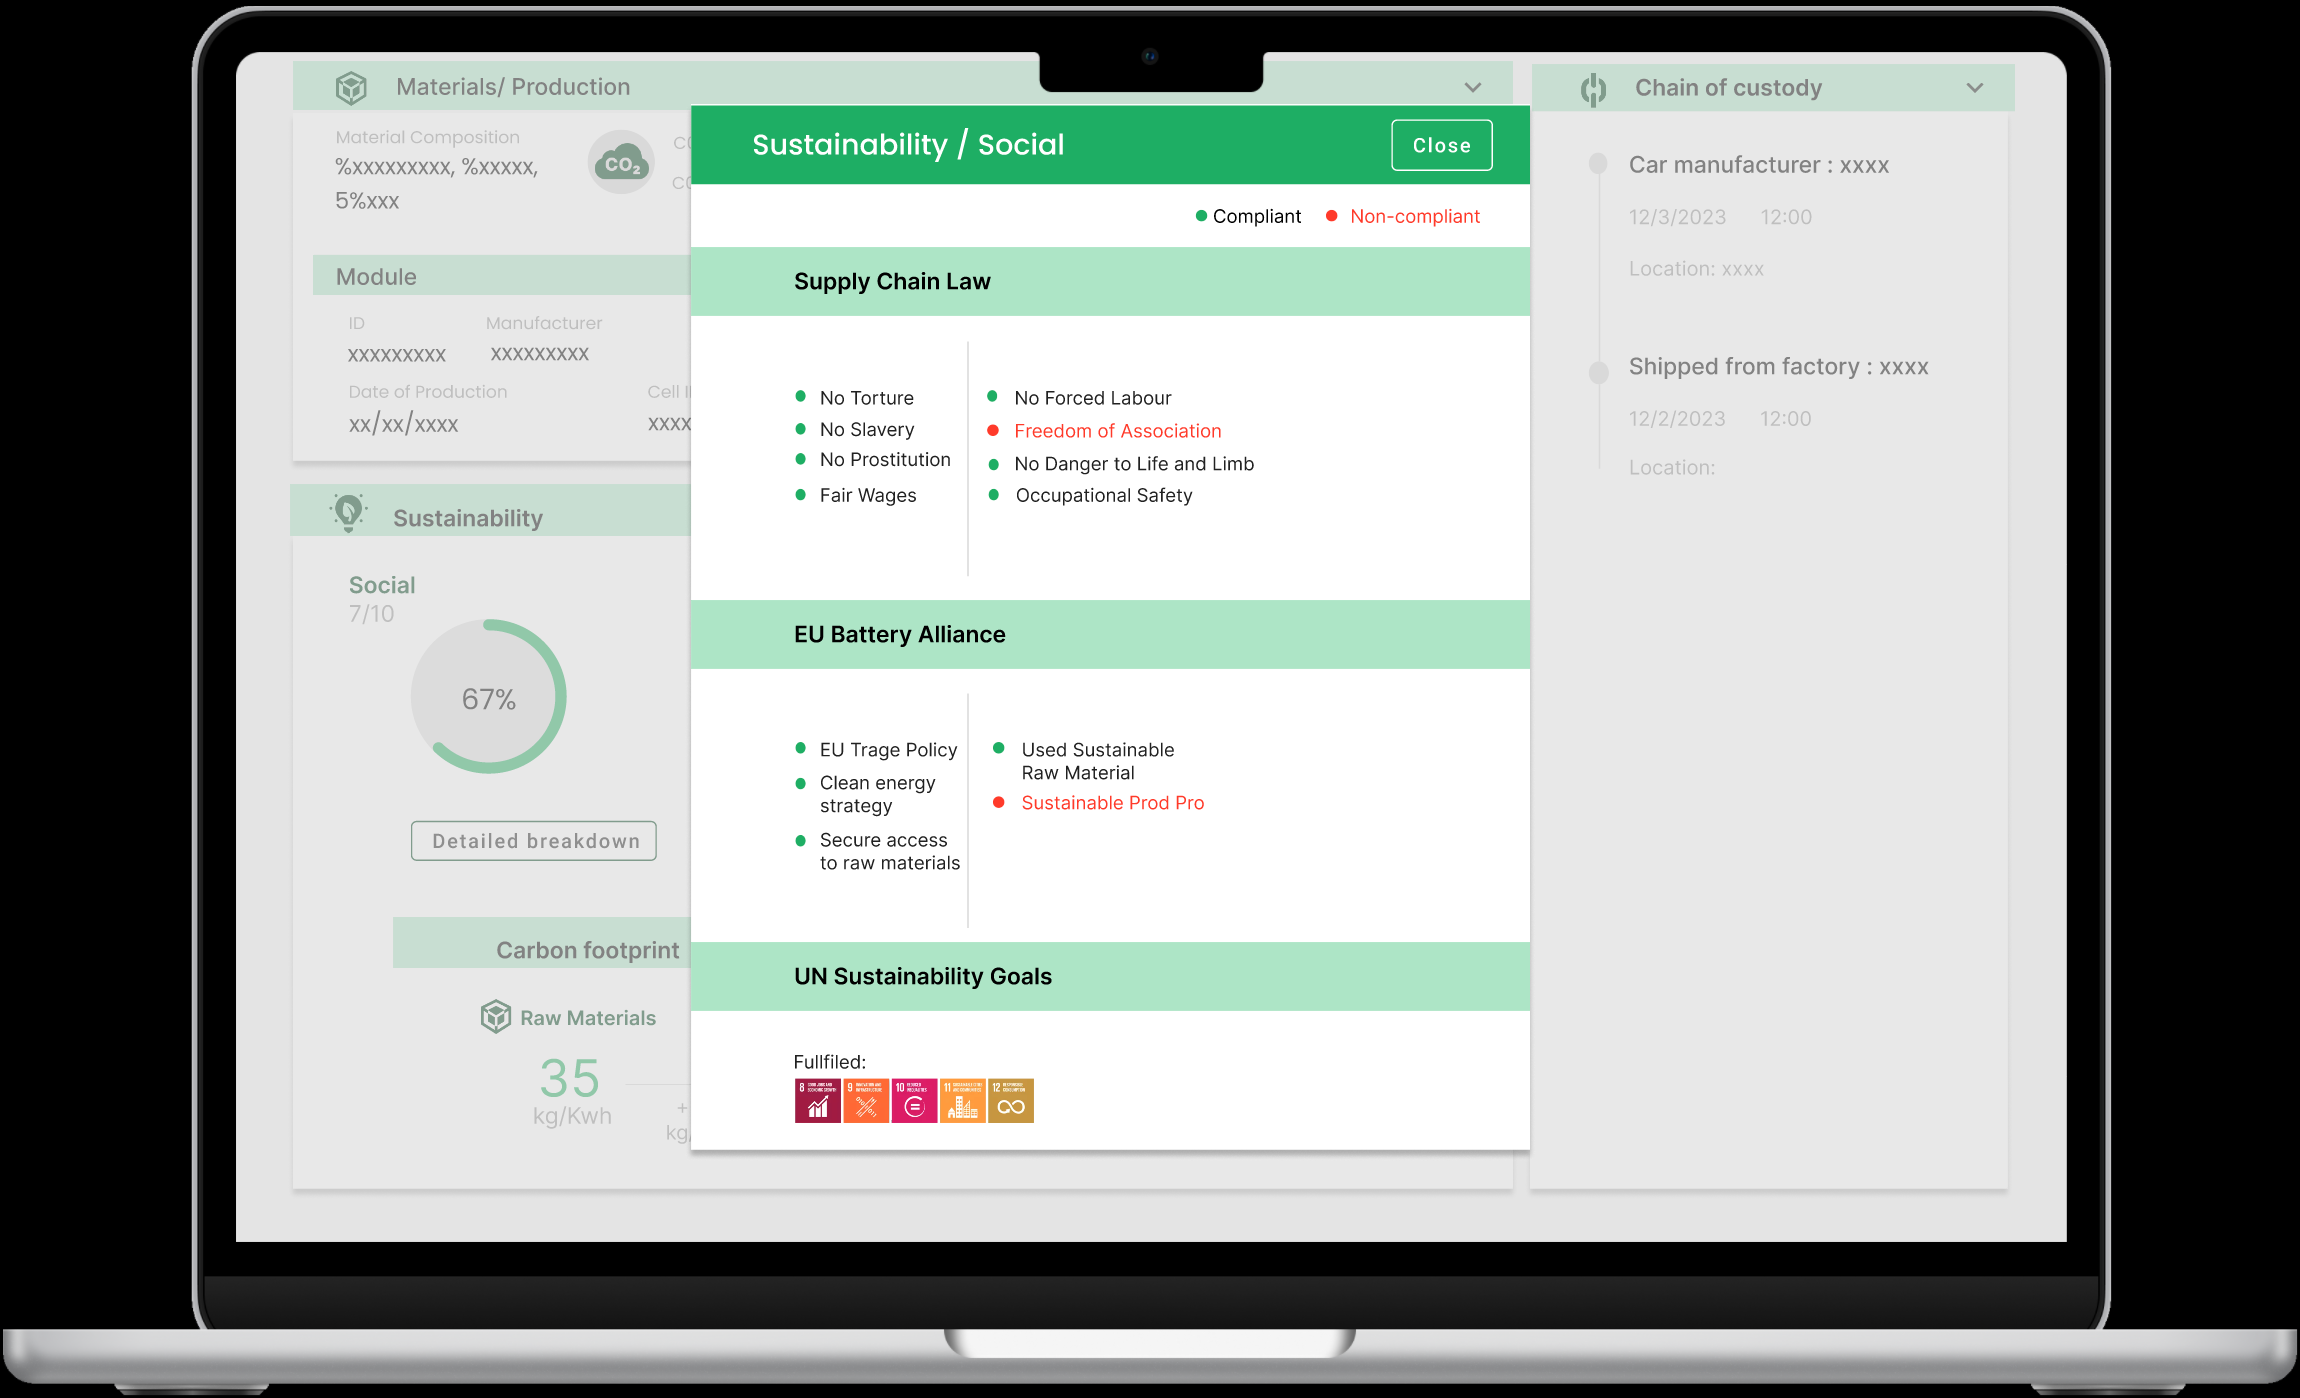 Materials/ Production
Chain of custody
Material Composition
%xxxxxxxxx, %xxxxx,
5%xxx
CO₂
Module
ID
Manufacturer
xxxxxxxxx
xxxxxxxxx
Date of Production
Cell
xx/xx/xxxx
xxxx
Sustainability
Social
7/10
67%
Detailed breakdown
Carbon footprint
Raw Materials
35
kg/Kwh
+
kg/
Sustainability / Social
Close
Compliant
Non-compliant
Supply Chain Law
No Torture
No Slavery
No Prostitution
Fair Wages
No Forced Labour
Freedom of Association
No Danger to Life and Limb
Occupational Safety
EU Battery Alliance
EU Trage Policy
Clean energy
strategy
Secure access
to raw materials
Used Sustainable
Raw Material
Sustainable Prod Pro
UN Sustainability Goals
Fullfiled:
8
9
10
11
12
Car manufacturer : xxxx
12/3/2023 12:00
Location: xxxx
Shipped from factory : xxxx
12/2/2023 12:00
Location: